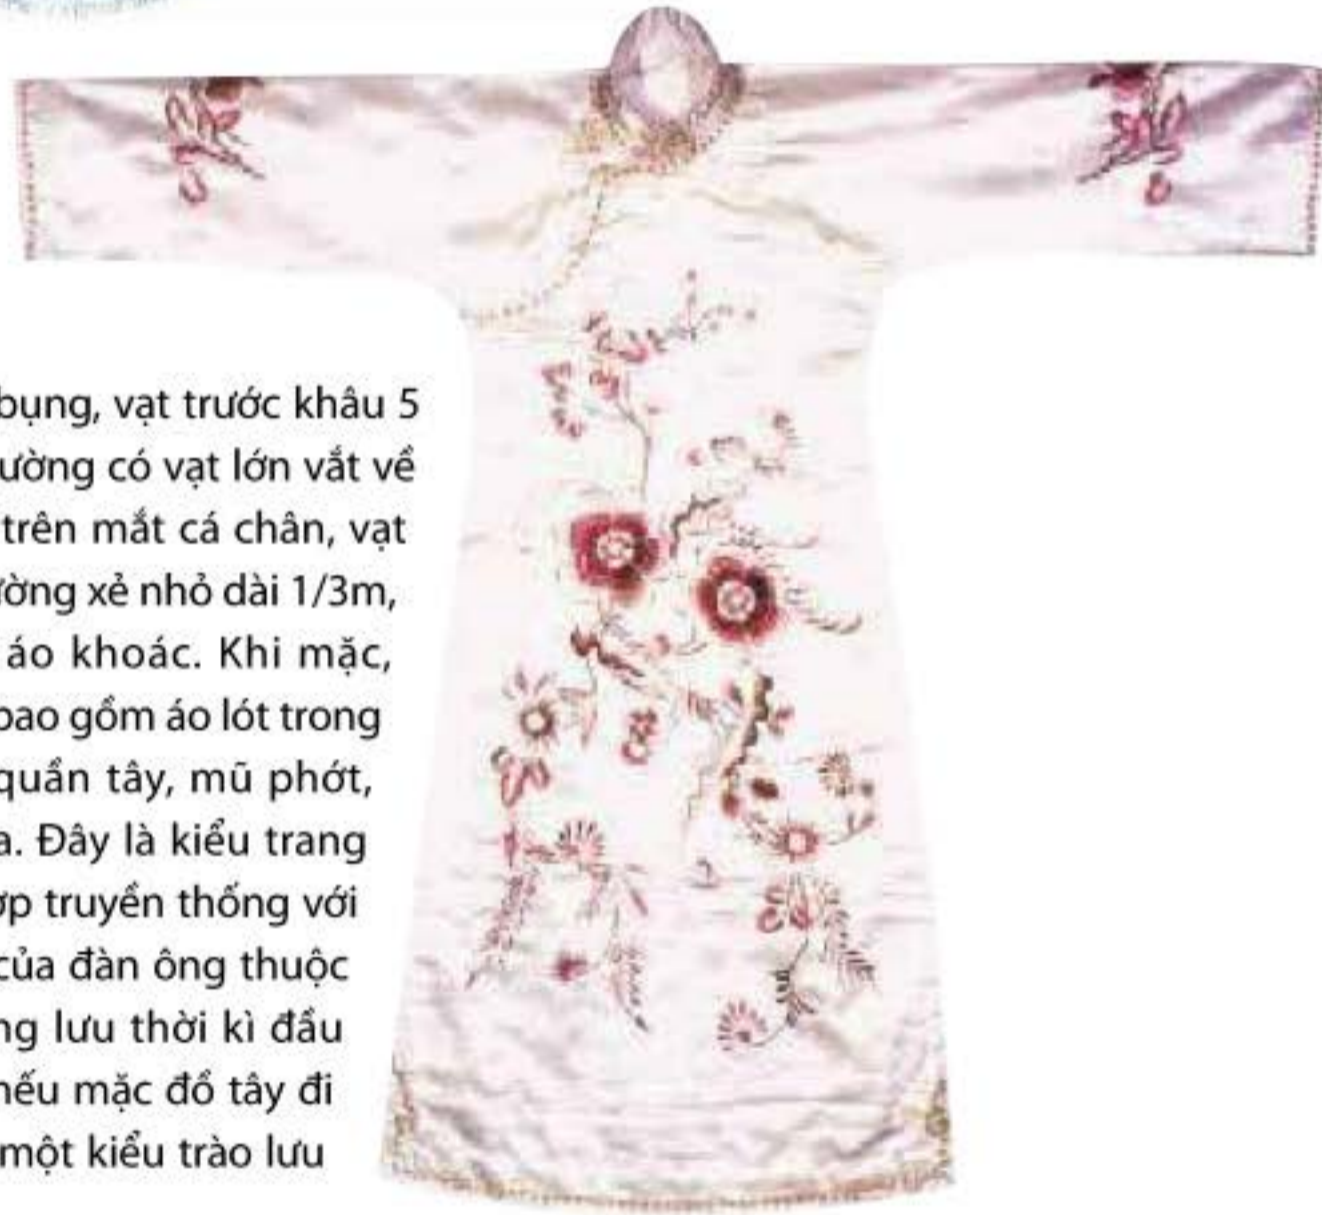 bụng, vạt trước khâu 5
ường có vạt lớn vắt về
trên mắt cá chân, vạt
ường xẻ nhỏ dài 1/3m,
áo khoác. Khi mặc,
bao gồm áo lót trong
quần tây, mũ phớt,
a. Đây là kiểu trang
ợp truyền thống với
của đàn ông thuộc
ng lưu thời kì đầu
nếu mặc đồ tây đi
một kiểu trào lưu